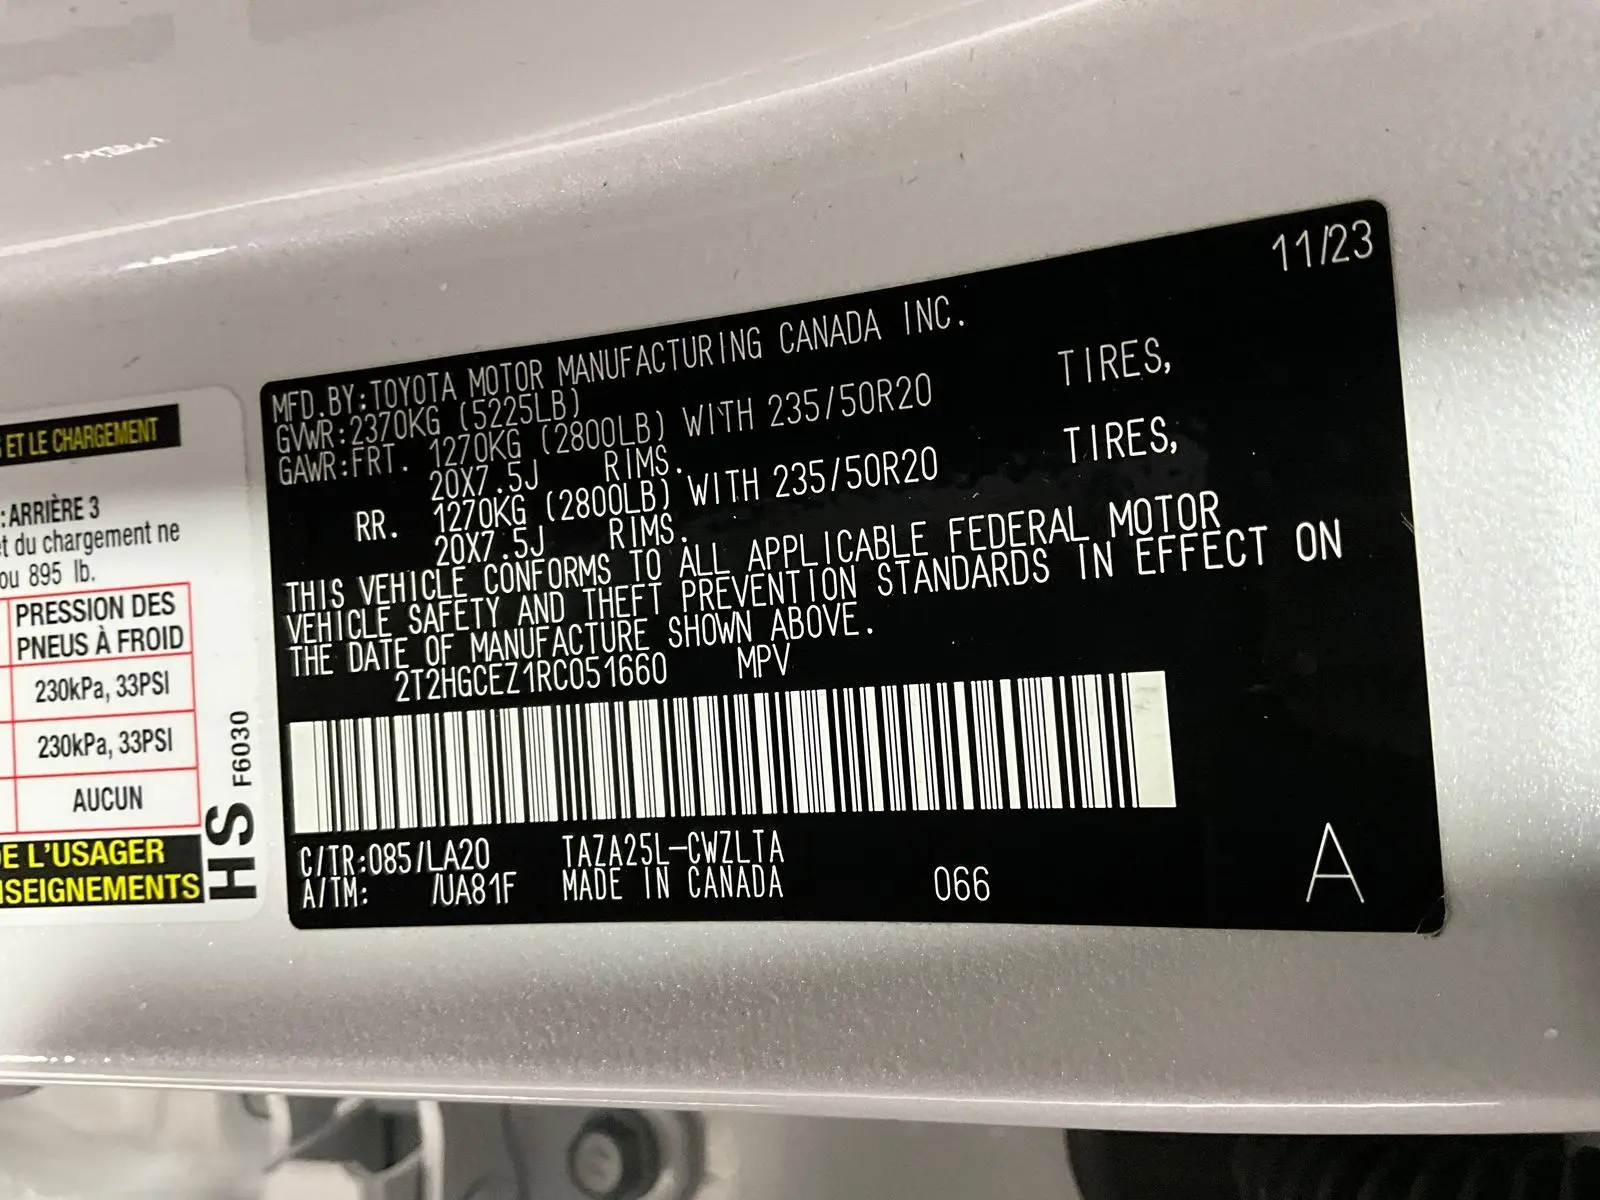 ET LE CHARGEMENT
: ARRIÈRE 3
et du chargement ne
ou 895 lb.
PRESSION DES
PNEUS À FROID
230kPa, 33PSI
230kPa, 33PSI
AUCUN
DE L'USAGER
NSEIGNEMENTS
HS F6030
11/23
MFD.BY:TOYOTA MOTOR MANUFACTURING CANADA INC.
GVWR:2370KG (5225LB)
GAWR:FRT. 1270KG (2800LB) WITH 235/50R20 TIRES,
20X7.5J RIMS.
RR. 1270KG (2800LB) WITH 235/50R20 TIRES,
20X7.5J RIMS.
THIS VEHICLE CONFORMS TO ALL APPLICABLE FEDERAL MOTOR
VEHICLE SAFETY AND THEFT PREVENTION STANDARDS IN EFFECT ON
THE DATE OF MANUFACTURE SHOWN ABOVE.
2T2HGCEZ1RC051660 MPV
C/TR:085/LA20 TAZA25L-CWZLTA
A/TM: /UA81F MADE IN CANADA 066 A